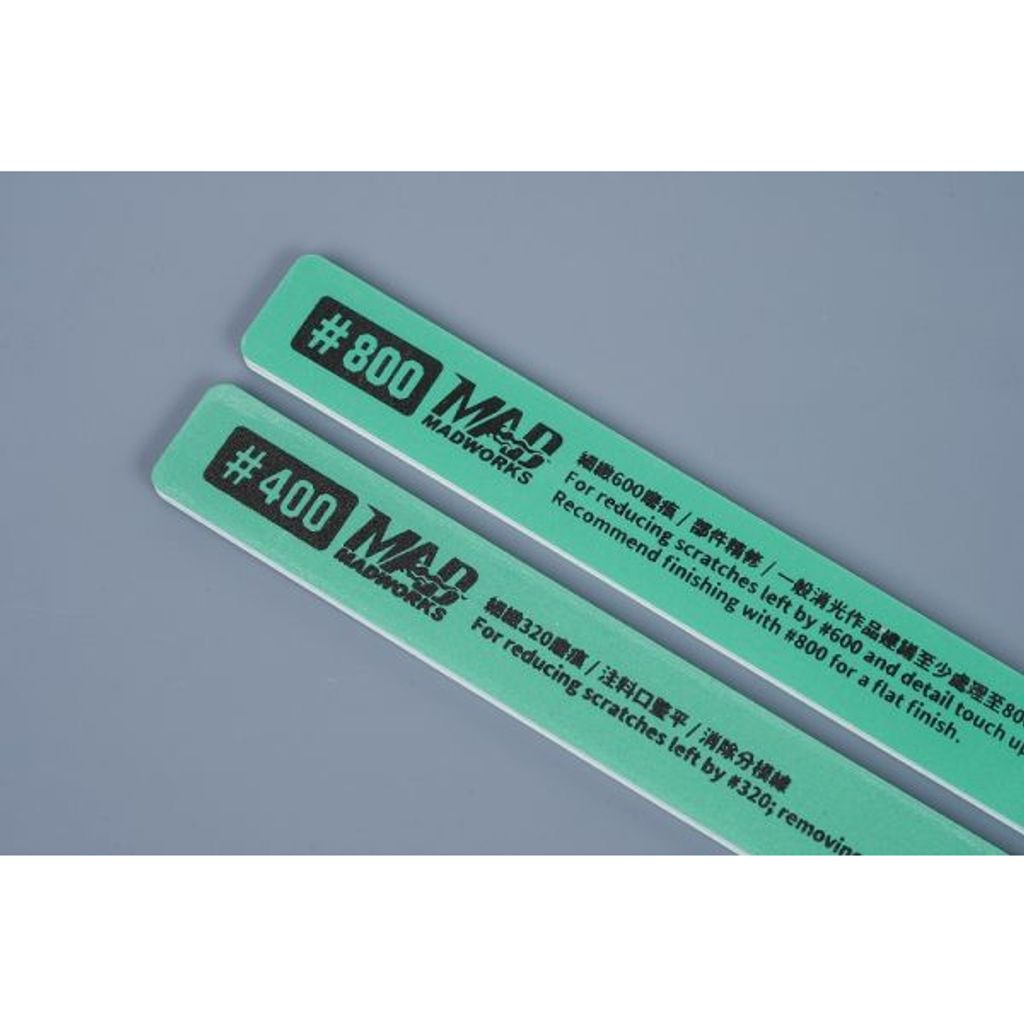 #800
MAD
MADWORKS
細緻600磨痕 / 部件精修 / 一般消光作品建議至少處理至800
For reducing scratches left by #600 and detail touch up
Recommend finishing with #800 for a flat finish.
#400
MAD
MADWORKS
細緻320磨痕 / 注料口整平 / 消除分模線
For reducing scratches left by #320; removing